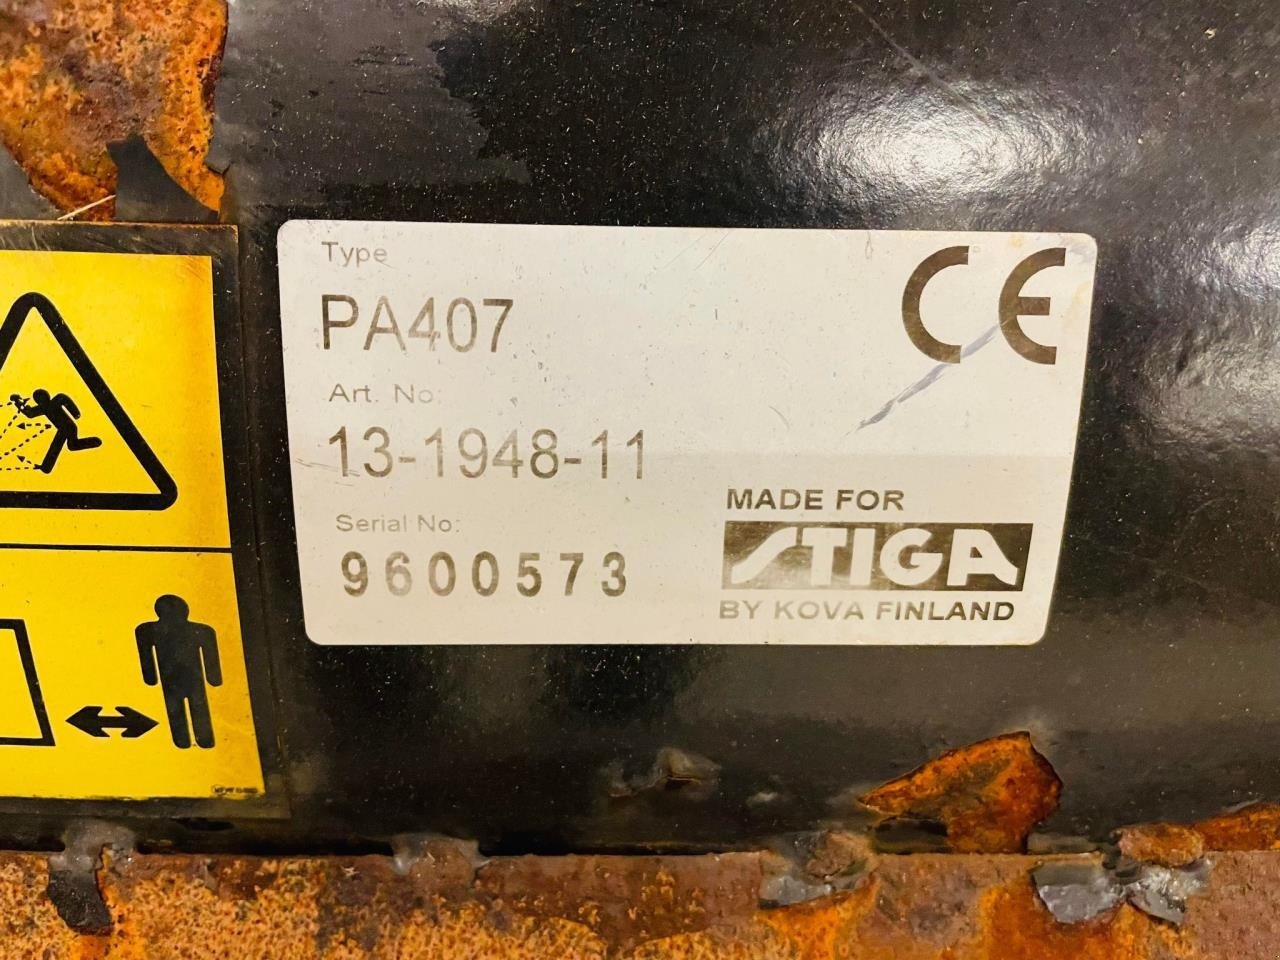 Type
PA407
Art. No:
13-1948-11
Serial No:
9600573
CE
MADE FOR
STIGA
BY KOVA FINLAND